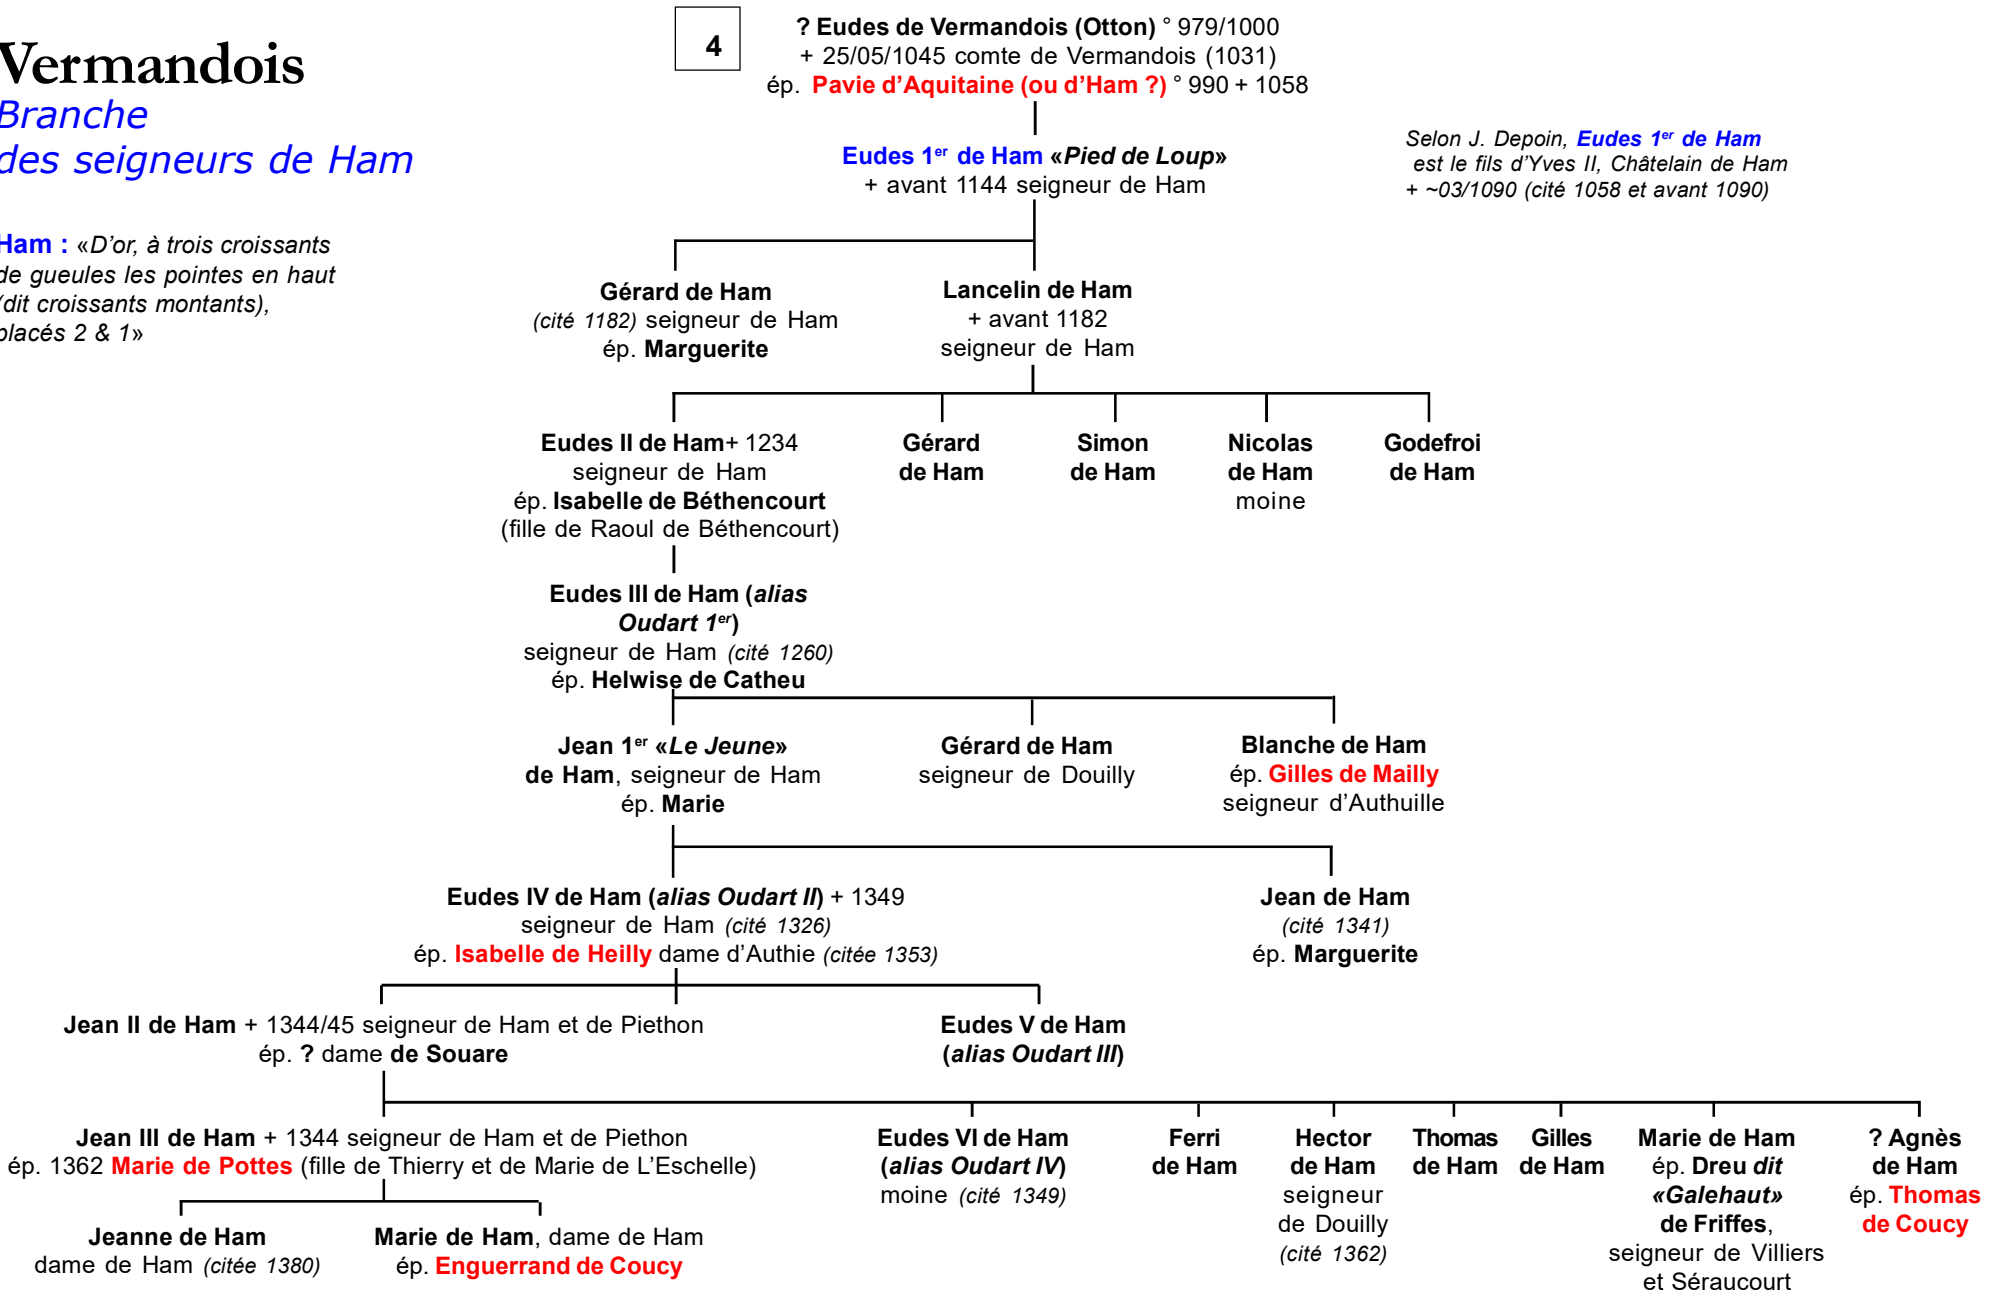 Vermandois
Branche
des seigneurs de Ham
Ham : «D'or, à trois croissants
de gueules les pointes en haut
(dit croissants montants),
placés 2 & 1»
4
? Eudes de Vermandois (Otton) ° 979/1000
+ 25/05/1045 comte de Vermandois (1031)
ép. Pavie d'Aquitaine (ou d'Ham ?) ° 990 + 1058
Eudes 1er de Ham «Pied de Loup»
+ avant 1144 seigneur de Ham
Selon J. Depoin, Eudes 1er de Ham
est le fils d'Yves II, Châtelain de Ham
+ ~03/1090 (cité 1058 et avant 1090)
Gérard de Ham
(cité 1182) seigneur de Ham
ép. Marguerite
Lancelin de Ham
+ avant 1182
seigneur de Ham
Eudes II de Ham+ 1234
seigneur de Ham
ép. Isabelle de Béthencourt
(fille de Raoul de Béthencourt)
Gérard
de Ham
Simon
de Ham
Nicolas
de Ham
moine
Godefroi
de Ham
Eudes III de Ham (alias
Oudart 1er)
seigneur de Ham (cité 1260)
ép. Helwise de Catheu
Jean 1er «Le Jeune»
de Ham, seigneur de Ham
ép. Marie
Gérard de Ham
seigneur de Douilly
Blanche de Ham
ép. Gilles de Mailly
seigneur d'Authuille
Eudes IV de Ham (alias Oudart II) + 1349
seigneur de Ham (cité 1326)
ép. Isabelle de Heilly dame d'Authie (citée 1353)
Jean de Ham
(cité 1341)
ép. Marguerite
Jean II de Ham + 1344/45 seigneur de Ham et de Piethon
ép. ? dame de Souare
Eudes V de Ham
(alias Oudart III)
Jean III de Ham + 1344 seigneur de Ham et de Piethon
ép. 1362 Marie de Pottes (fille de Thierry et de Marie de L'Eschelle)
Eudes VI de Ham
(alias Oudart IV)
moine (cité 1349)
Ferri
de Ham
Hector
de Ham
seigneur
de Douilly
(cité 1362)
Thomas
de Ham
Gilles
de Ham
Marie de Ham
ép. Dreu dit
«Galehaut»
de Friffes,
seigneur de Villiers
et Séraucourt
? Agnès
de Ham
ép. Thomas
de Coucy
Jeanne de Ham
dame de Ham (citée 1380)
Marie de Ham, dame de Ham
ép. Enguerrand de Coucy